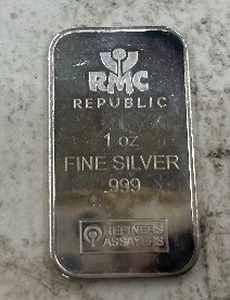 RMC
REPUBLIC
1 oz
FINE SILVER
.999
REFINERS
ASSAYERS